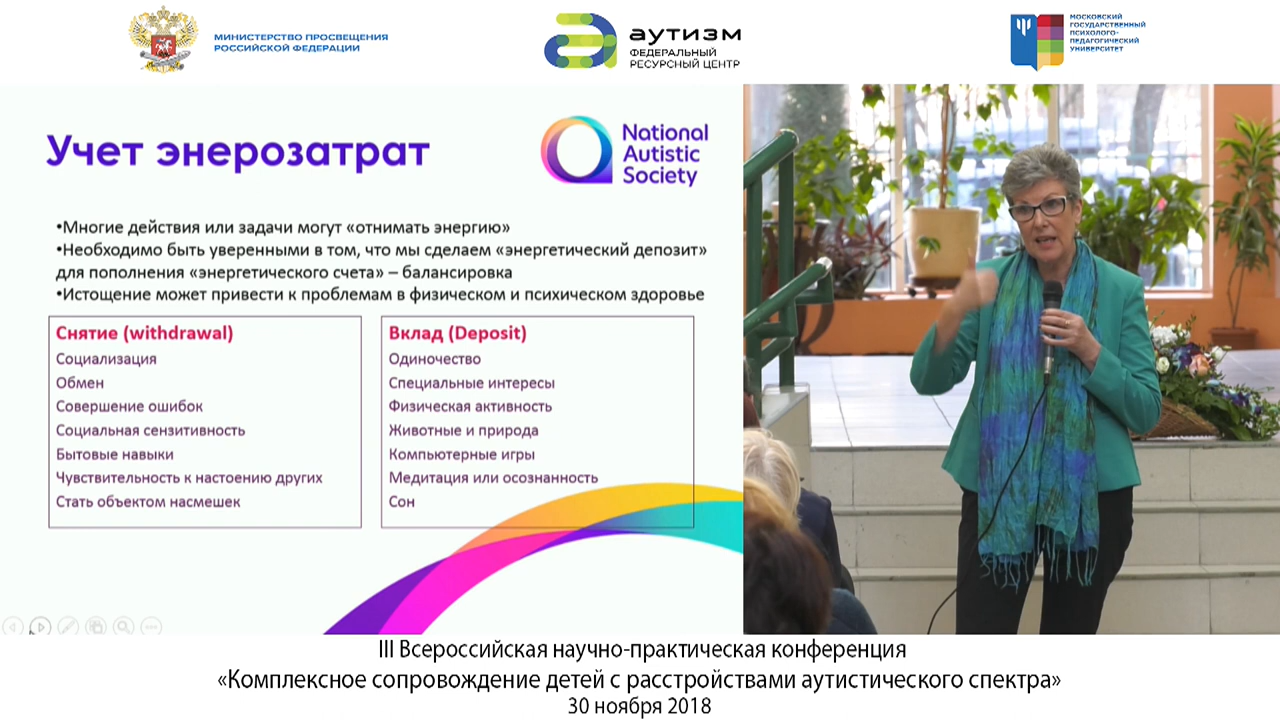 МИНИСТЕРСТВО ПРОСВЕЩЕНИЯ
РОССИЙСКОЙ ФЕДЕРАЦИИ
аутизм
ФЕДЕРАЛЬНЫЙ
РЕСУРСНЫЙ ЦЕНТР
МОСКОВСКИЙ
ГОСУДАРСТВЕННЫЙ
ПСИХОЛОГО-
ПЕДАГОГИЧЕСКИЙ
УНИВЕРСИТЕТ
Учет энерозатрат
National
Autistic
Society
•Многие действия или задачи могут «отнимать энергию»
•Необходимо быть уверенными в том, что мы сделаем «энергетический депозит»
для пополнения «энергетического счета» – балансировка
•Истощение может привести к проблемам в физическом и психическом здоровье
Снятие (withdrawal)
Социализация
Обмен
Совершение ошибок
Социальная сензитивность
Бытовые навыки
Чувствительность к настоению других
Стать объектом насмешек
Вклад (Deposit)
Одиночество
Специальные интересы
Физическая активность
Животные и природа
Компьютерные игры
Медитация или осознанность
Сон
III Всероссийская научно-практическая конференция
«Комплексное сопровождение детей с расстройствами аутистического спектра»
30 ноября 2018